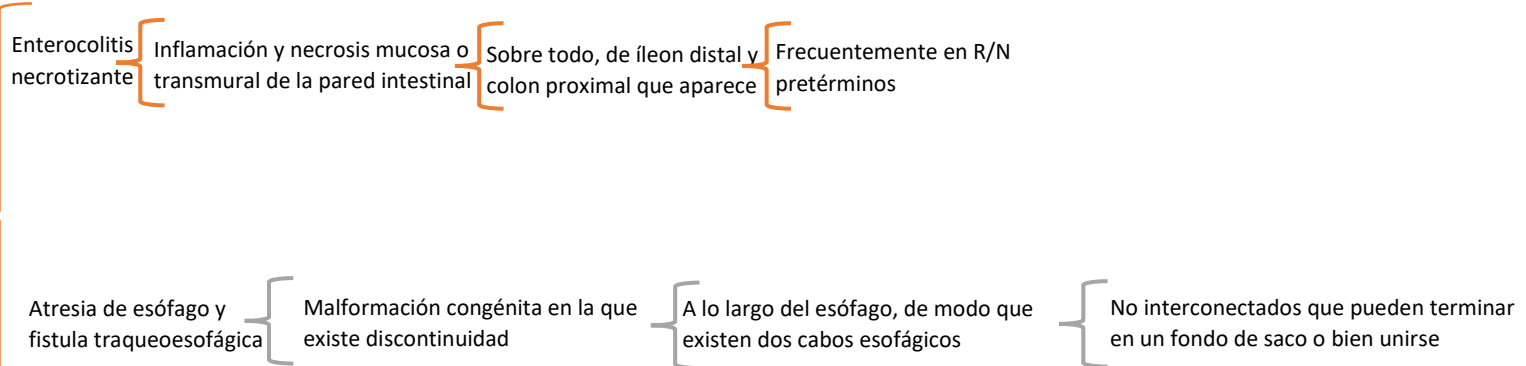 Enterocolitis
necrotizante
Inflamación y necrosis mucosa o
transmural de la pared intestinal
Sobre todo, de íleon distal y
colon proximal que aparece
Frecuentemente en R/N
pretérminos
Atresia de esófago y
fistula traqueoesofágica
Malformación congénita en la que
existe discontinuidad
A lo largo del esófago, de modo que
existen dos cabos esofágicos
No interconectados que pueden terminar
en un fondo de saco o bien unirse